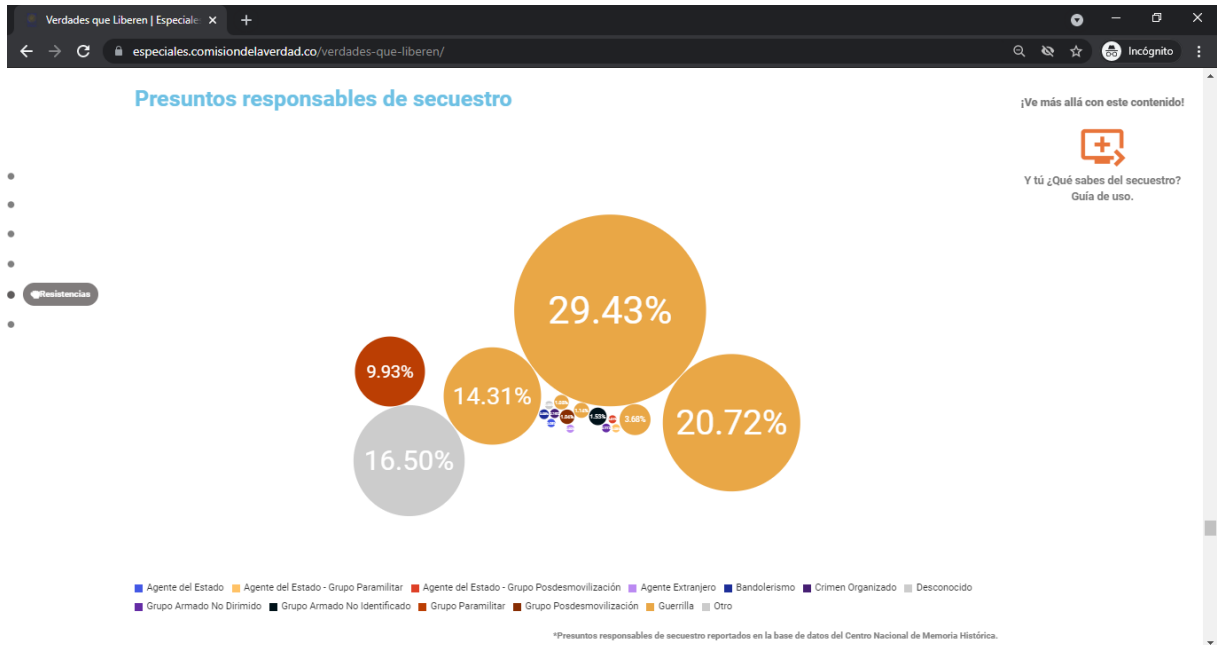 Verdades que Liberen | Especiale
especiales.comisiondelaverdad.co/verdades-que-liberen/
Incógnito
Presuntos responsables de secuestro
¡Ve más allá con este contenido!
Y tú ¿Qué sabes del secuestro?
Guía de uso.
Resistencias
29.43%
9.93%
14.31%
20.72%
16.50%
3.68%
1.53%
Agente del Estado Agente del Estado - Grupo Paramilitar Agente del Estado - Grupo Posdesmovilización Agente Extranjero Bandolerismo Crimen Organizado Desconocido
Grupo Armado No Dirimido Grupo Armado No Identificado Grupo Paramilitar Grupo Posdesmovilización Guerrilla Otro
*Presuntos responsables de secuestro reportados en la base de datos del Centro Nacional de Memoria Histórica.